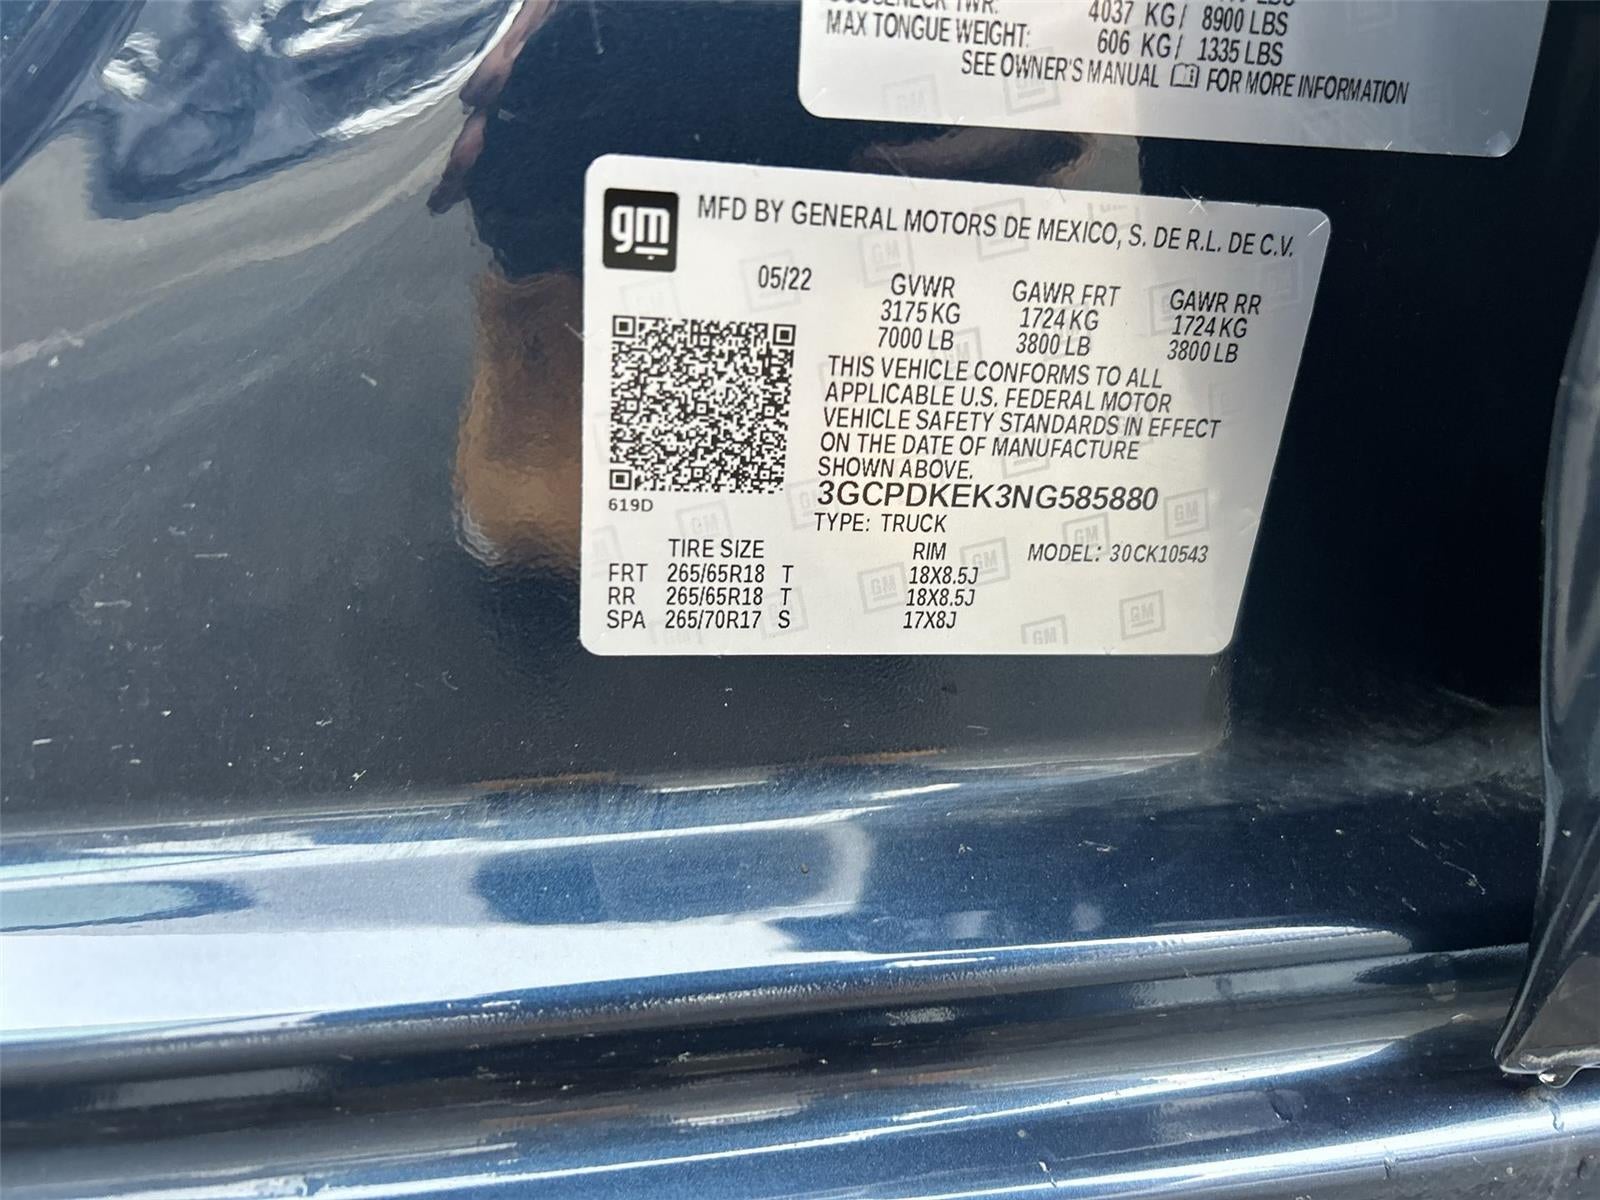 4037 KG/ 8900 LBS
MAX TONGUE WEIGHT: 606 KG/ 1335 LBS
SEE OWNER'S MANUAL FOR MORE INFORMATION
gm
MFD BY GENERAL MOTORS DE MEXICO, S. DE R.L. DE C.V.
05/22 GVWR GAWR FRT GAWR RR
3175 KG 1724 KG 1724 KG
7000 LB 3800 LB 3800 LB
THIS VEHICLE CONFORMS TO ALL
APPLICABLE U.S. FEDERAL MOTOR
VEHICLE SAFETY STANDARDS IN EFFECT
ON THE DATE OF MANUFACTURE
SHOWN ABOVE.
3GCPDKEK3NG585880
619D
TYPE: TRUCK
TIRE SIZE RIM MODEL: 30CK10543
FRT 265/65R18 T 18X8.5J
RR 265/65R18 T 18X8.5J
SPA 265/70R17 S 17X8J